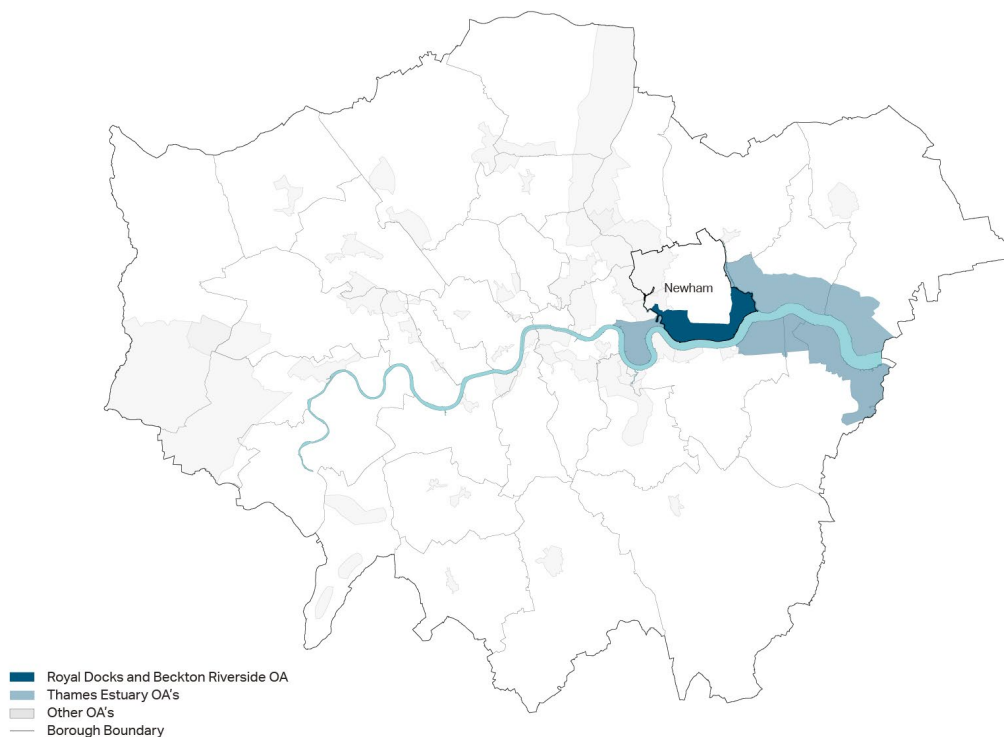 Newham
Royal Docks and Beckton Riverside OA
Thames Estuary OA's
Other OA's
Borough Boundary